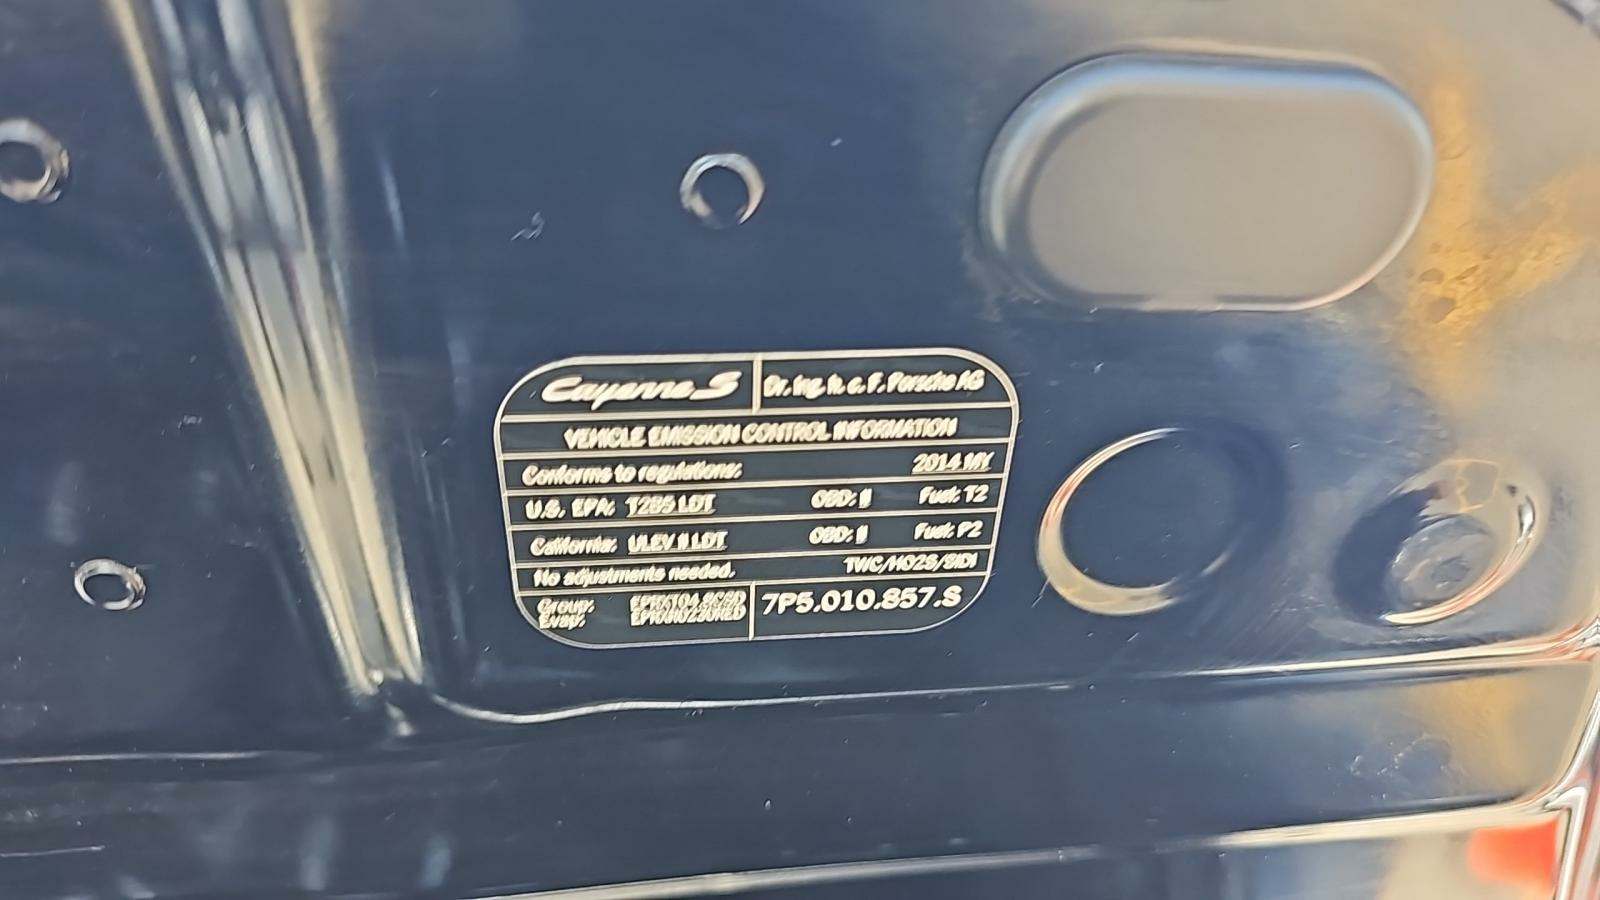 Cayenne S
Dr. Ing. h. c. F. Porsche AG
VEHICLE EMISSION CONTROL INFORMATION
Conforms to regulations: 2014 MY
U.S. EPA: T2B5 LDT OBD: II Fuel: T2
California: ULEV II LDT OBD: II Fuel: P2
No adjustments needed. TWC/HO2S/SIDI
Group:
Evap:
7P5.010.857.S